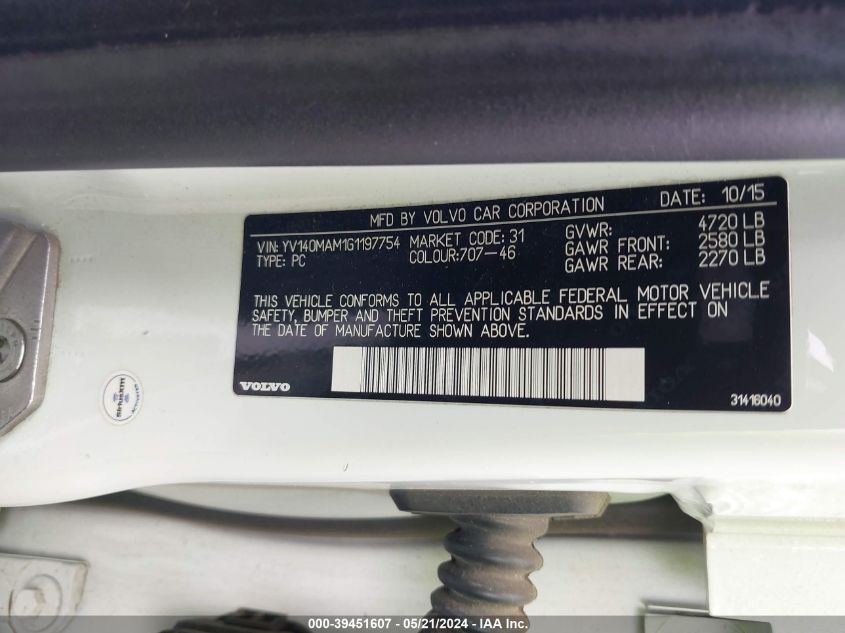 MFD BY VOLVO CAR CORPORATION DATE: 10/15
VIN: YV140MAM1G1197754 MARKET CODE: 31 GVWR: 4720 LB
TYPE: PC COLOUR:707-46 GAWR FRONT: 2580 LB
GAWR REAR: 2270 LB
THIS VEHICLE CONFORMS TO ALL APPLICABLE FEDERAL MOTOR VEHICLE
SAFETY, BUMPER AND THEFT PREVENTION STANDARDS IN EFFECT ON
THE DATE OF MANUFACTURE SHOWN ABOVE.
VOLVO
31416040
siriusxm
000-39451607 - 05/21/2024 - IAA Inc.